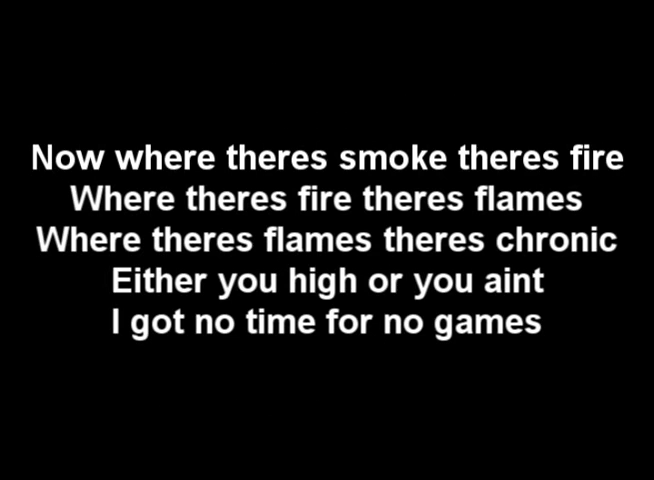 Now where theres smoke theres fire
Where theres fire theres flames
Where theres flames theres chronic
Either you high or you aint
I got no time for no games